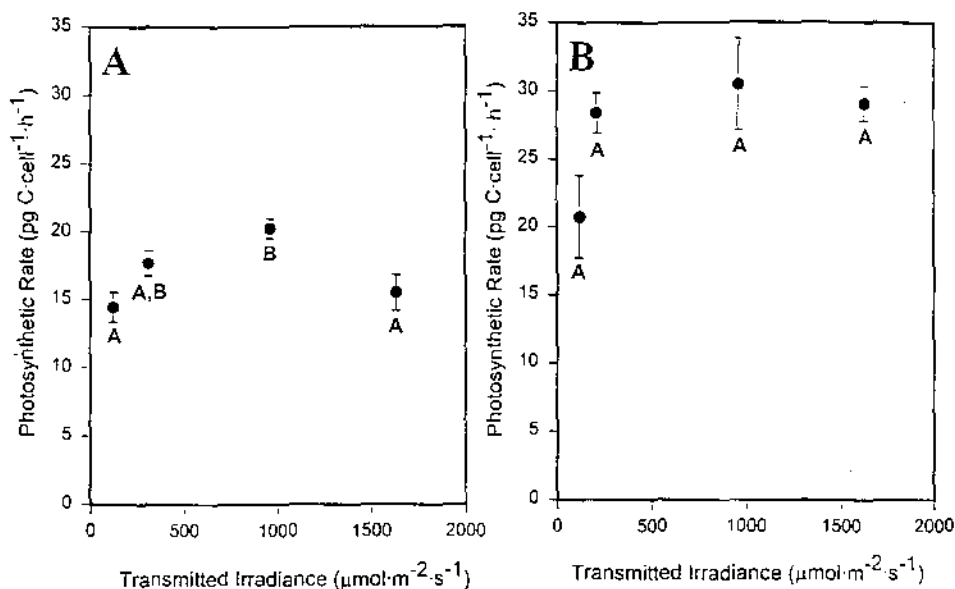 A
Photosynthetic Rate (pg C·cell⁻¹·h⁻¹)
35
30
25
20
15
10
5
0
A
A,B
B
A
0 500 1000 1500 2000
Transmitted Irradiance (μmol·m⁻²·s⁻¹)
B
Photosynthetic Rate (pg C·cell⁻¹·h⁻¹)
35
30
25
20
15
10
5
0
A
A
A
A
0 500 1000 1500 2000
Transmitted Irradiance (μmol·m⁻²·s⁻¹)